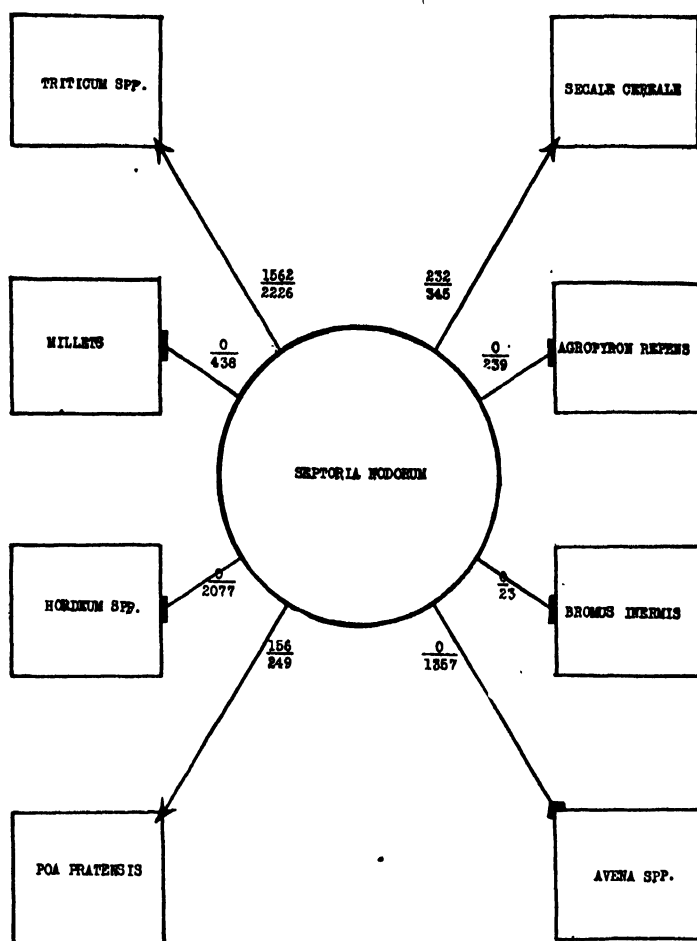 TRITICUM SPP.
SECALE CEREALE
1562
2226
232
345
MILLETS
0
438
0
239
AGROPYRON REPENS
SEPTORIA NODORUM
HORDEUM SPP.
0
2077
0
23
BROMUS INERMIS
156
249
0
1357
POA PRATENSIS
AVENA SPP.